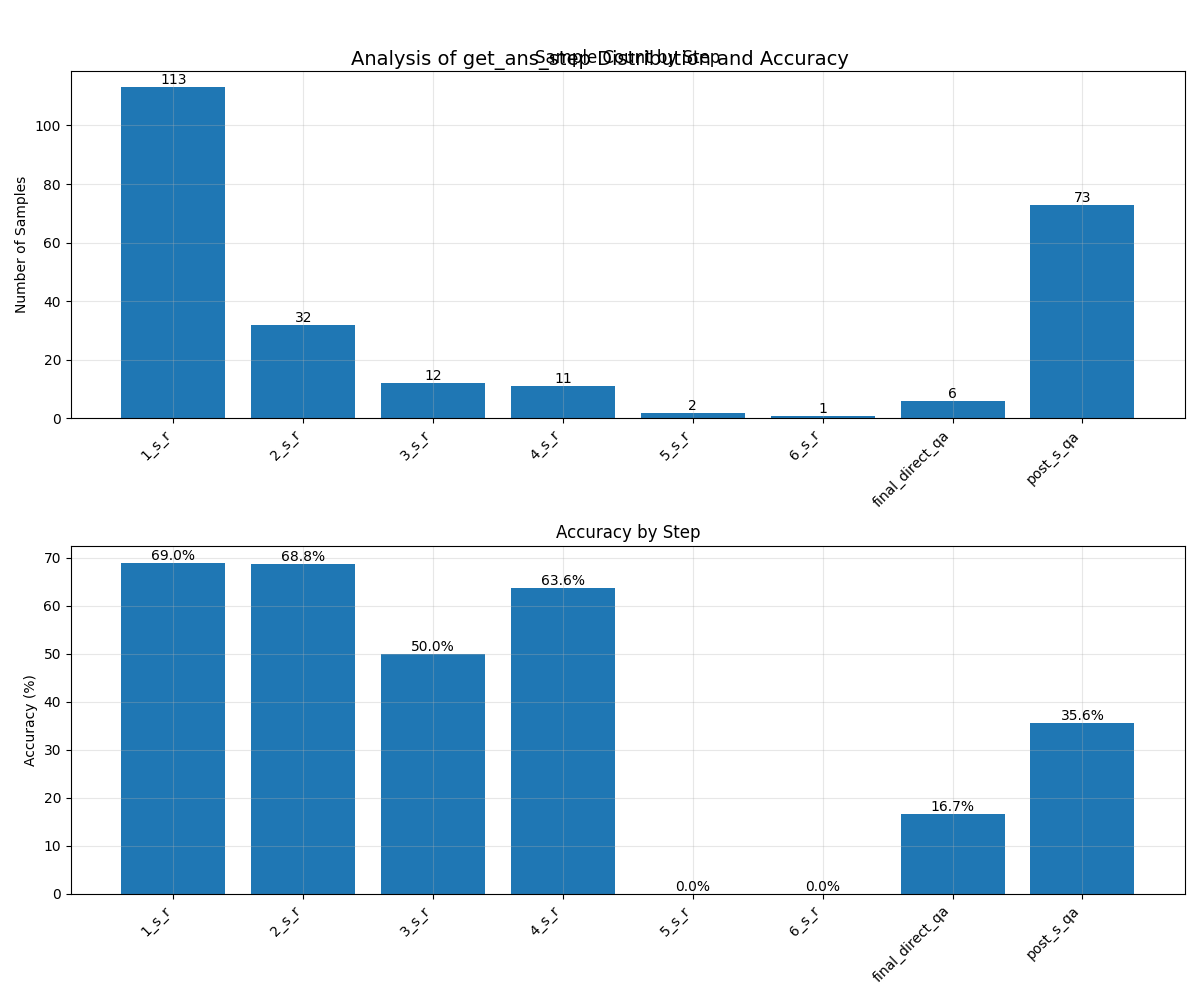 Analysis of get_ans_step Distribution and Accuracy
Sample Count by Step
Number of Samples
100
80
60
40
20
0
113
32
12
11
2
1
6
73
1_s_r
2_s_r
3_s_r
4_s_r
5_s_r
6_s_r
final_direct_qa
post_s_qa
Accuracy by Step
Accuracy (%)
70
60
50
40
30
20
10
0
69.0%
68.8%
50.0%
63.6%
0.0%
0.0%
16.7%
35.6%
1_s_r
2_s_r
3_s_r
4_s_r
5_s_r
6_s_r
final_direct_qa
post_s_qa